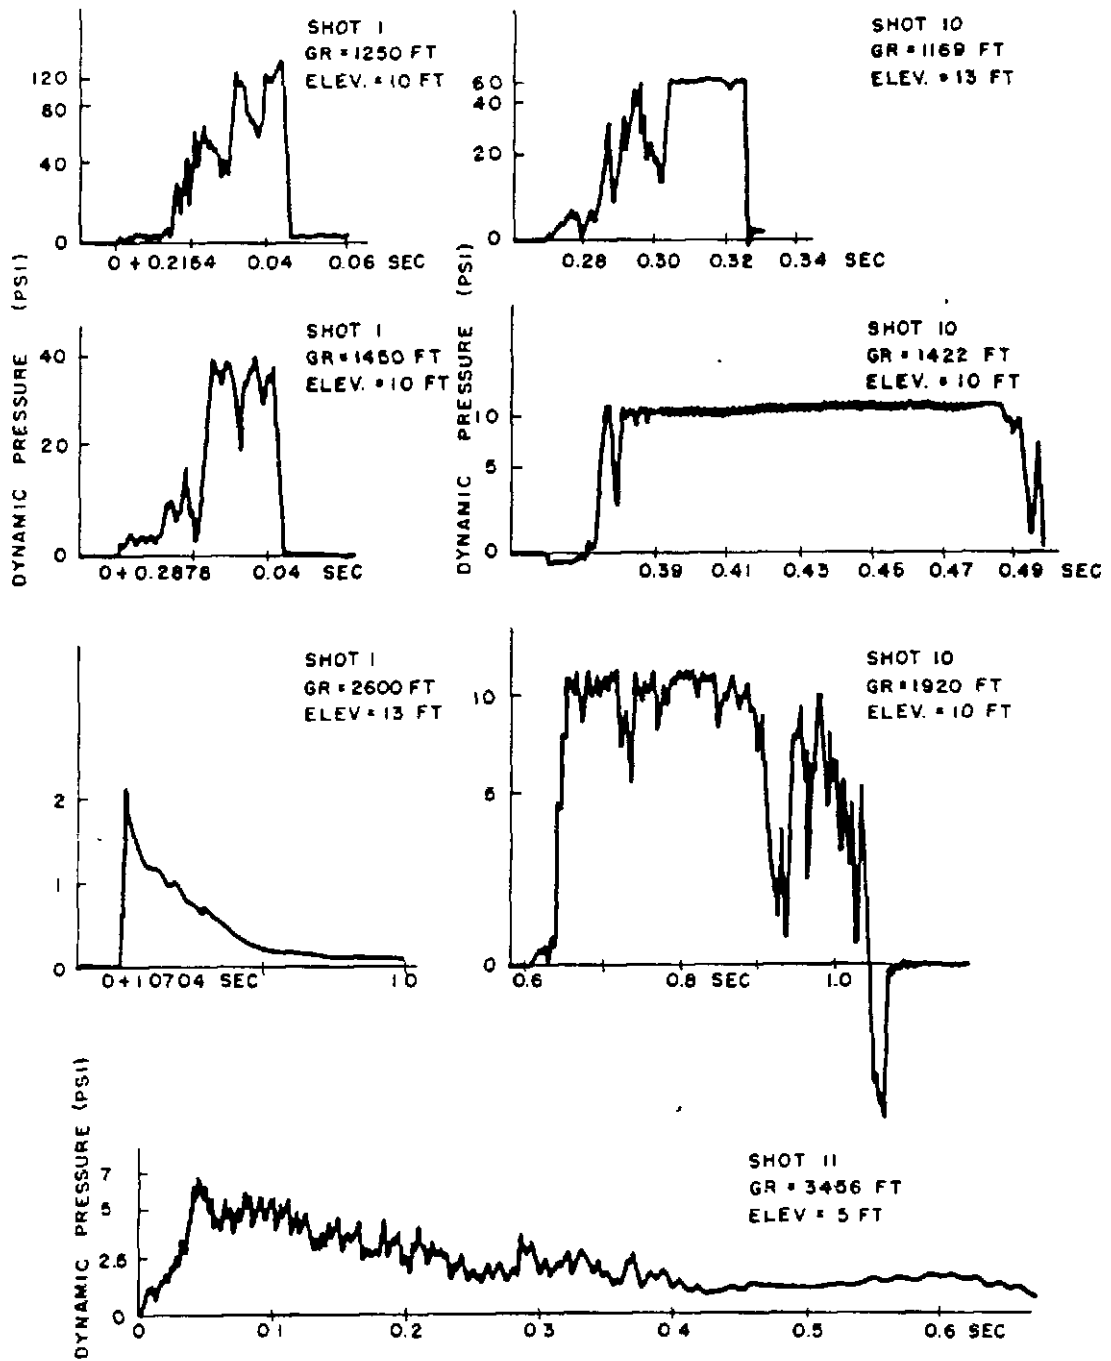 SHOT 1
GR = 1250 FT
ELEV. = 10 FT
120
80
40
0
0 + 0.2154 0.04 0.06 SEC
SHOT 10
GR = 1169 FT
ELEV. = 13 FT
60
40
20
0
0.28 0.30 0.32 0.34 SEC
DYNAMIC PRESSURE (PSI)
SHOT 1
GR = 1450 FT
ELEV. = 10 FT
40
20
0
0 + 0.2878 0.04 SEC
DYNAMIC PRESSURE (PSI)
SHOT 10
GR = 1422 FT
ELEV. = 10 FT
10
5
0
0.39 0.41 0.43 0.45 0.47 0.49 SEC
SHOT 1
GR = 2600 FT
ELEV = 13 FT
2
1
0
0 + 1.0704 SEC 1.0
SHOT 10
GR = 1920 FT
ELEV. = 10 FT
10
5
0
0.6 0.8 SEC 1.0
DYNAMIC PRESSURE (PSI)
SHOT 11
GR = 3456 FT
ELEV = 5 FT
7
5
2.5
0
0 0.1 0.2 0.3 0.4 0.5 0.6 SEC